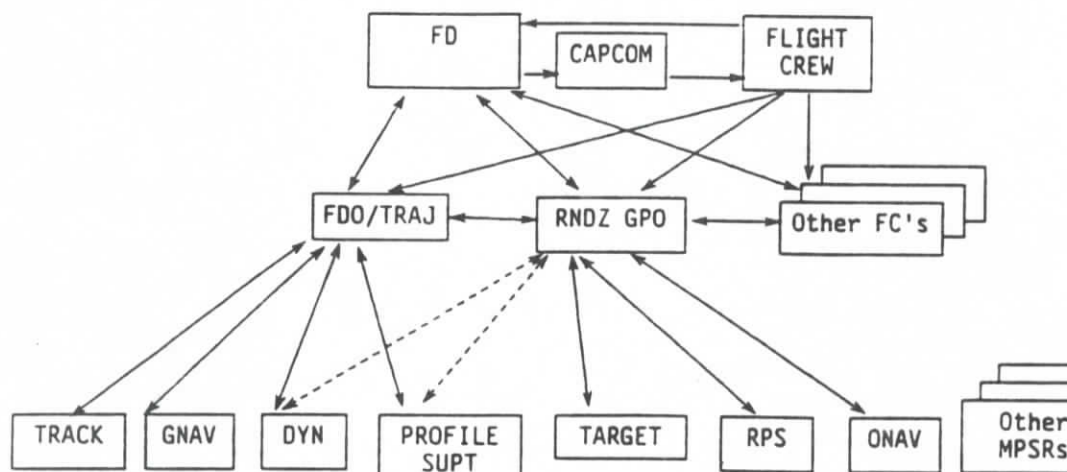 FD
CAPCOM
FLIGHT
CREW
FDO/TRAJ
RNDZ GPO
Other FC's
TRACK
GNAV
DYN
PROFILE
SUPT
TARGET
RPS
ONAV
Other
MPSRs